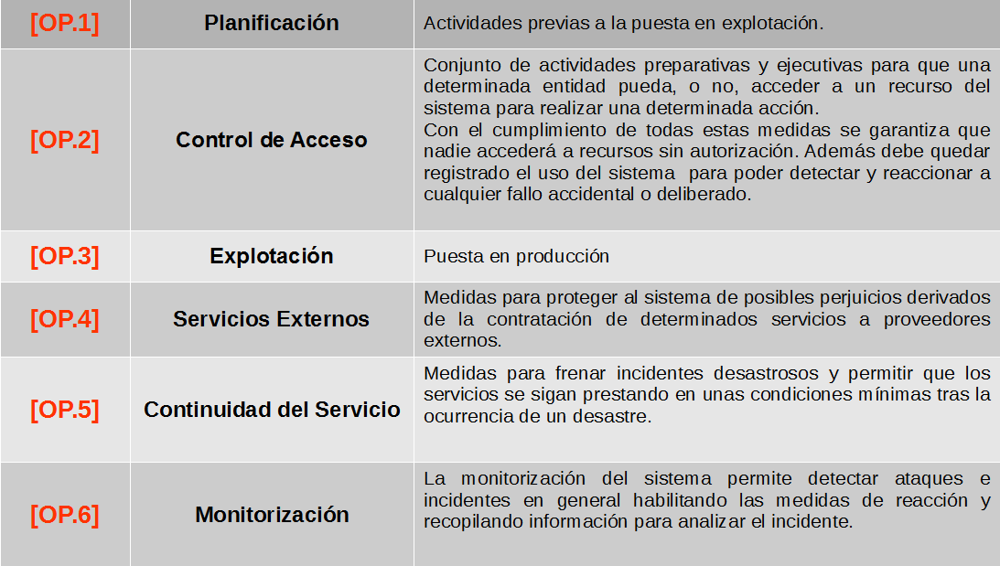 [OP.1] Planificación Actividades previas a la puesta en explotación.
Conjunto de actividades preparativas y ejecutivas para que una
determinada entidad pueda, o no, acceder a un recurso del
sistema para realizar una determinada acción.
[OP.2] Control de Acceso Con el cumplimiento de todas estas medidas se garantiza que
nadie accederá a recursos sin autorización. Además debe quedar
registrado el uso del sistema para poder detectar y reaccionar a
cualquier fallo accidental o deliberado.
[OP.3] Explotación Puesta en producción
Medidas para proteger al sistema de posibles perjuicios derivados
[OP.4] Servicios Externos de la contratación de determinados servicios a proveedores
externos.
Medidas para frenar incidentes desastrosos y permitir que los
servicios se sigan prestando en unas condiciones mínimas tras la
[OP.5] Continuidad del Servicio ocurrencia de un desastre.
La monitorización del sistema permite detectar ataques e
incidentes en general habilitando las medidas de reacción y
[OP.6] Monitorización recopilando información para analizar el incidente.